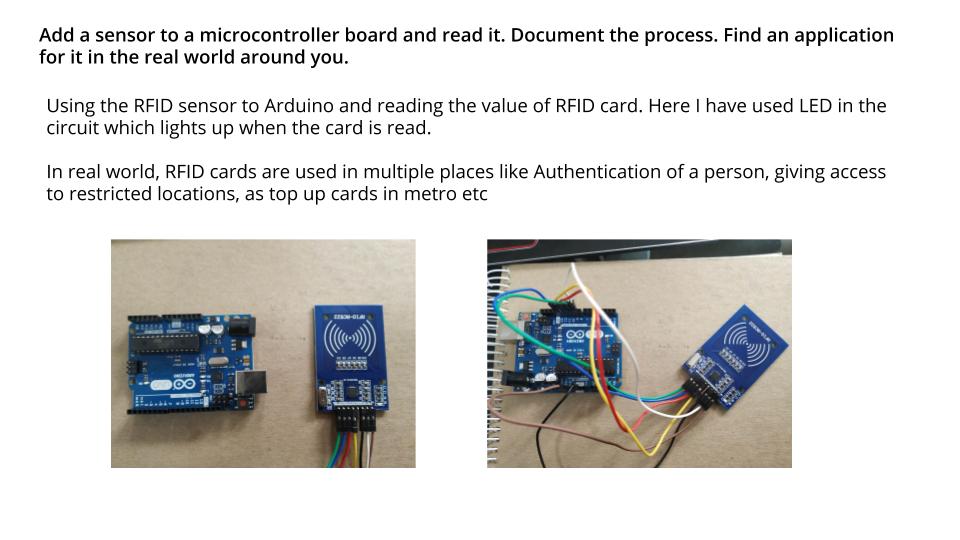 Add a sensor to a microcontroller board and read it. Document the process. Find an application
for it in the real world around you.
Using the RFID sensor to Arduino and reading the value of RFID card. Here I have used LED in the
circuit which lights up when the card is read.
In real world, RFID cards are used in multiple places like Authentication of a person, giving access
to restricted locations, as top up cards in metro etc